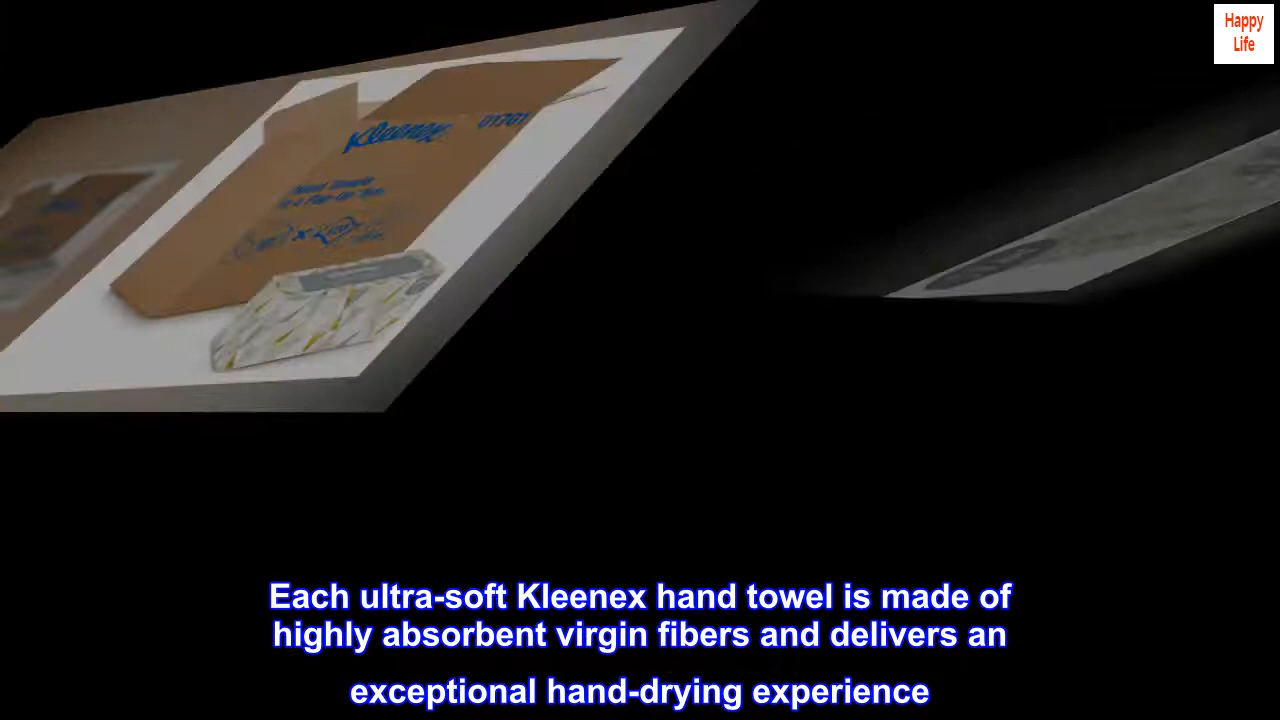 Happy
Life
Kleenex
01701
Each ultra-soft Kleenex hand towel is made of
highly absorbent virgin fibers and delivers an
exceptional hand-drying experience